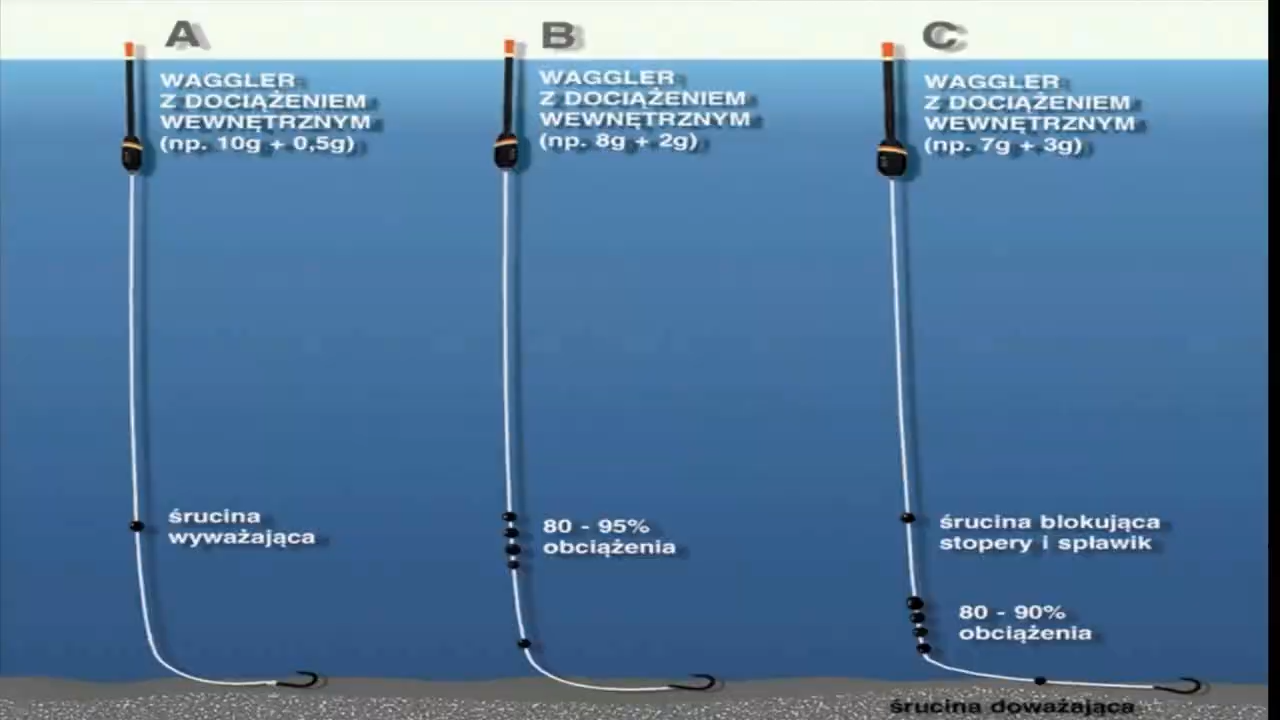 A
WAGGLER
Z DOCIĄŻENIEM
WEWNĘTRZNYM
(np. 10g + 0,5g)
śrucina
wyważająca
B
WAGGLER
Z DOCIĄŻENIEM
WEWNĘTRZNYM
(np. 8g + 2g)
80 - 95%
obciążenia
C
WAGGLER
Z DOCIĄŻENIEM
WEWNĘTRZNYM
(np. 7g + 3g)
śrucina blokująca
stopery i spławik
80 - 90%
obciążenia
śrucina doważająca